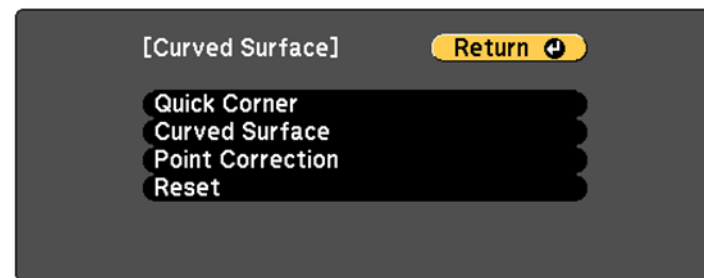 [Curved Surface] Return
Quick Corner
Curved Surface
Point Correction
Reset